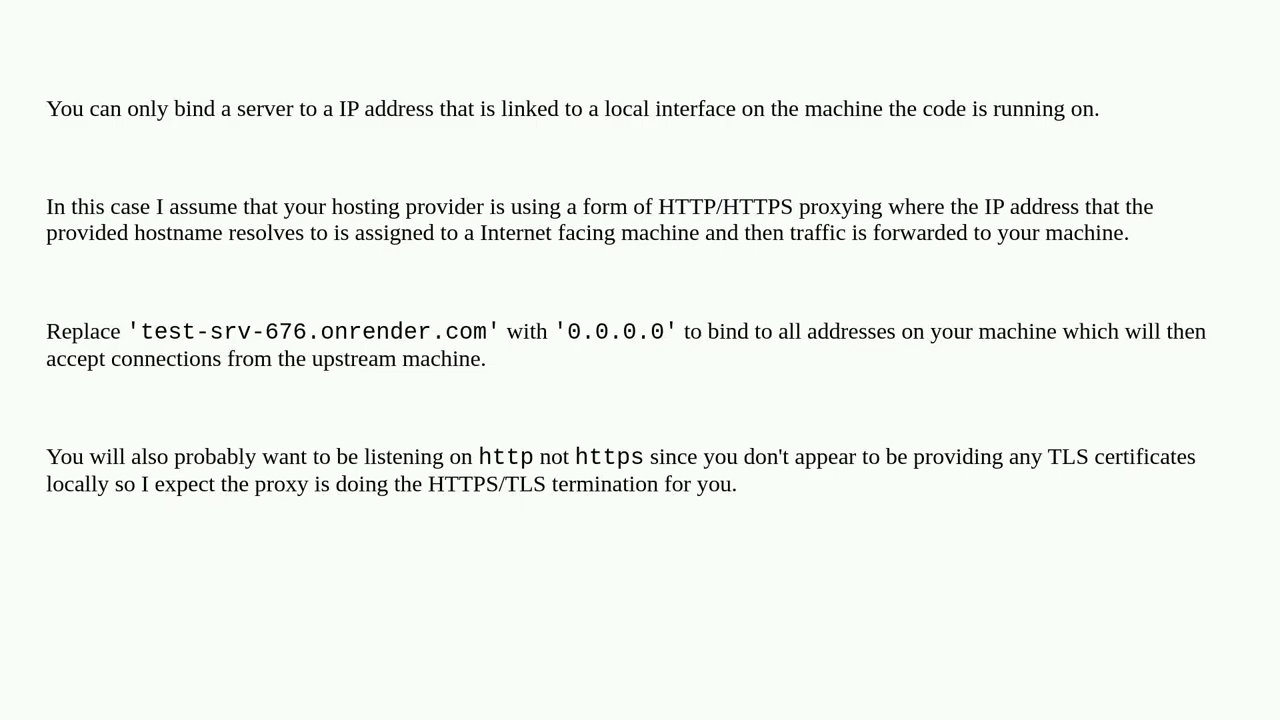 You can only bind a server to a IP address that is linked to a local interface on the machine the code is running on.
In this case I assume that your hosting provider is using a form of HTTP/HTTPS proxying where the IP address that the
provided hostname resolves to is assigned to a Internet facing machine and then traffic is forwarded to your machine.
Replace 'test-srv-676.onrender.com' with '0.0.0.0' to bind to all addresses on your machine which will then
accept connections from the upstream machine.
You will also probably want to be listening on http not https since you don't appear to be providing any TLS certificates
locally so I expect the proxy is doing the HTTPS/TLS termination for you.